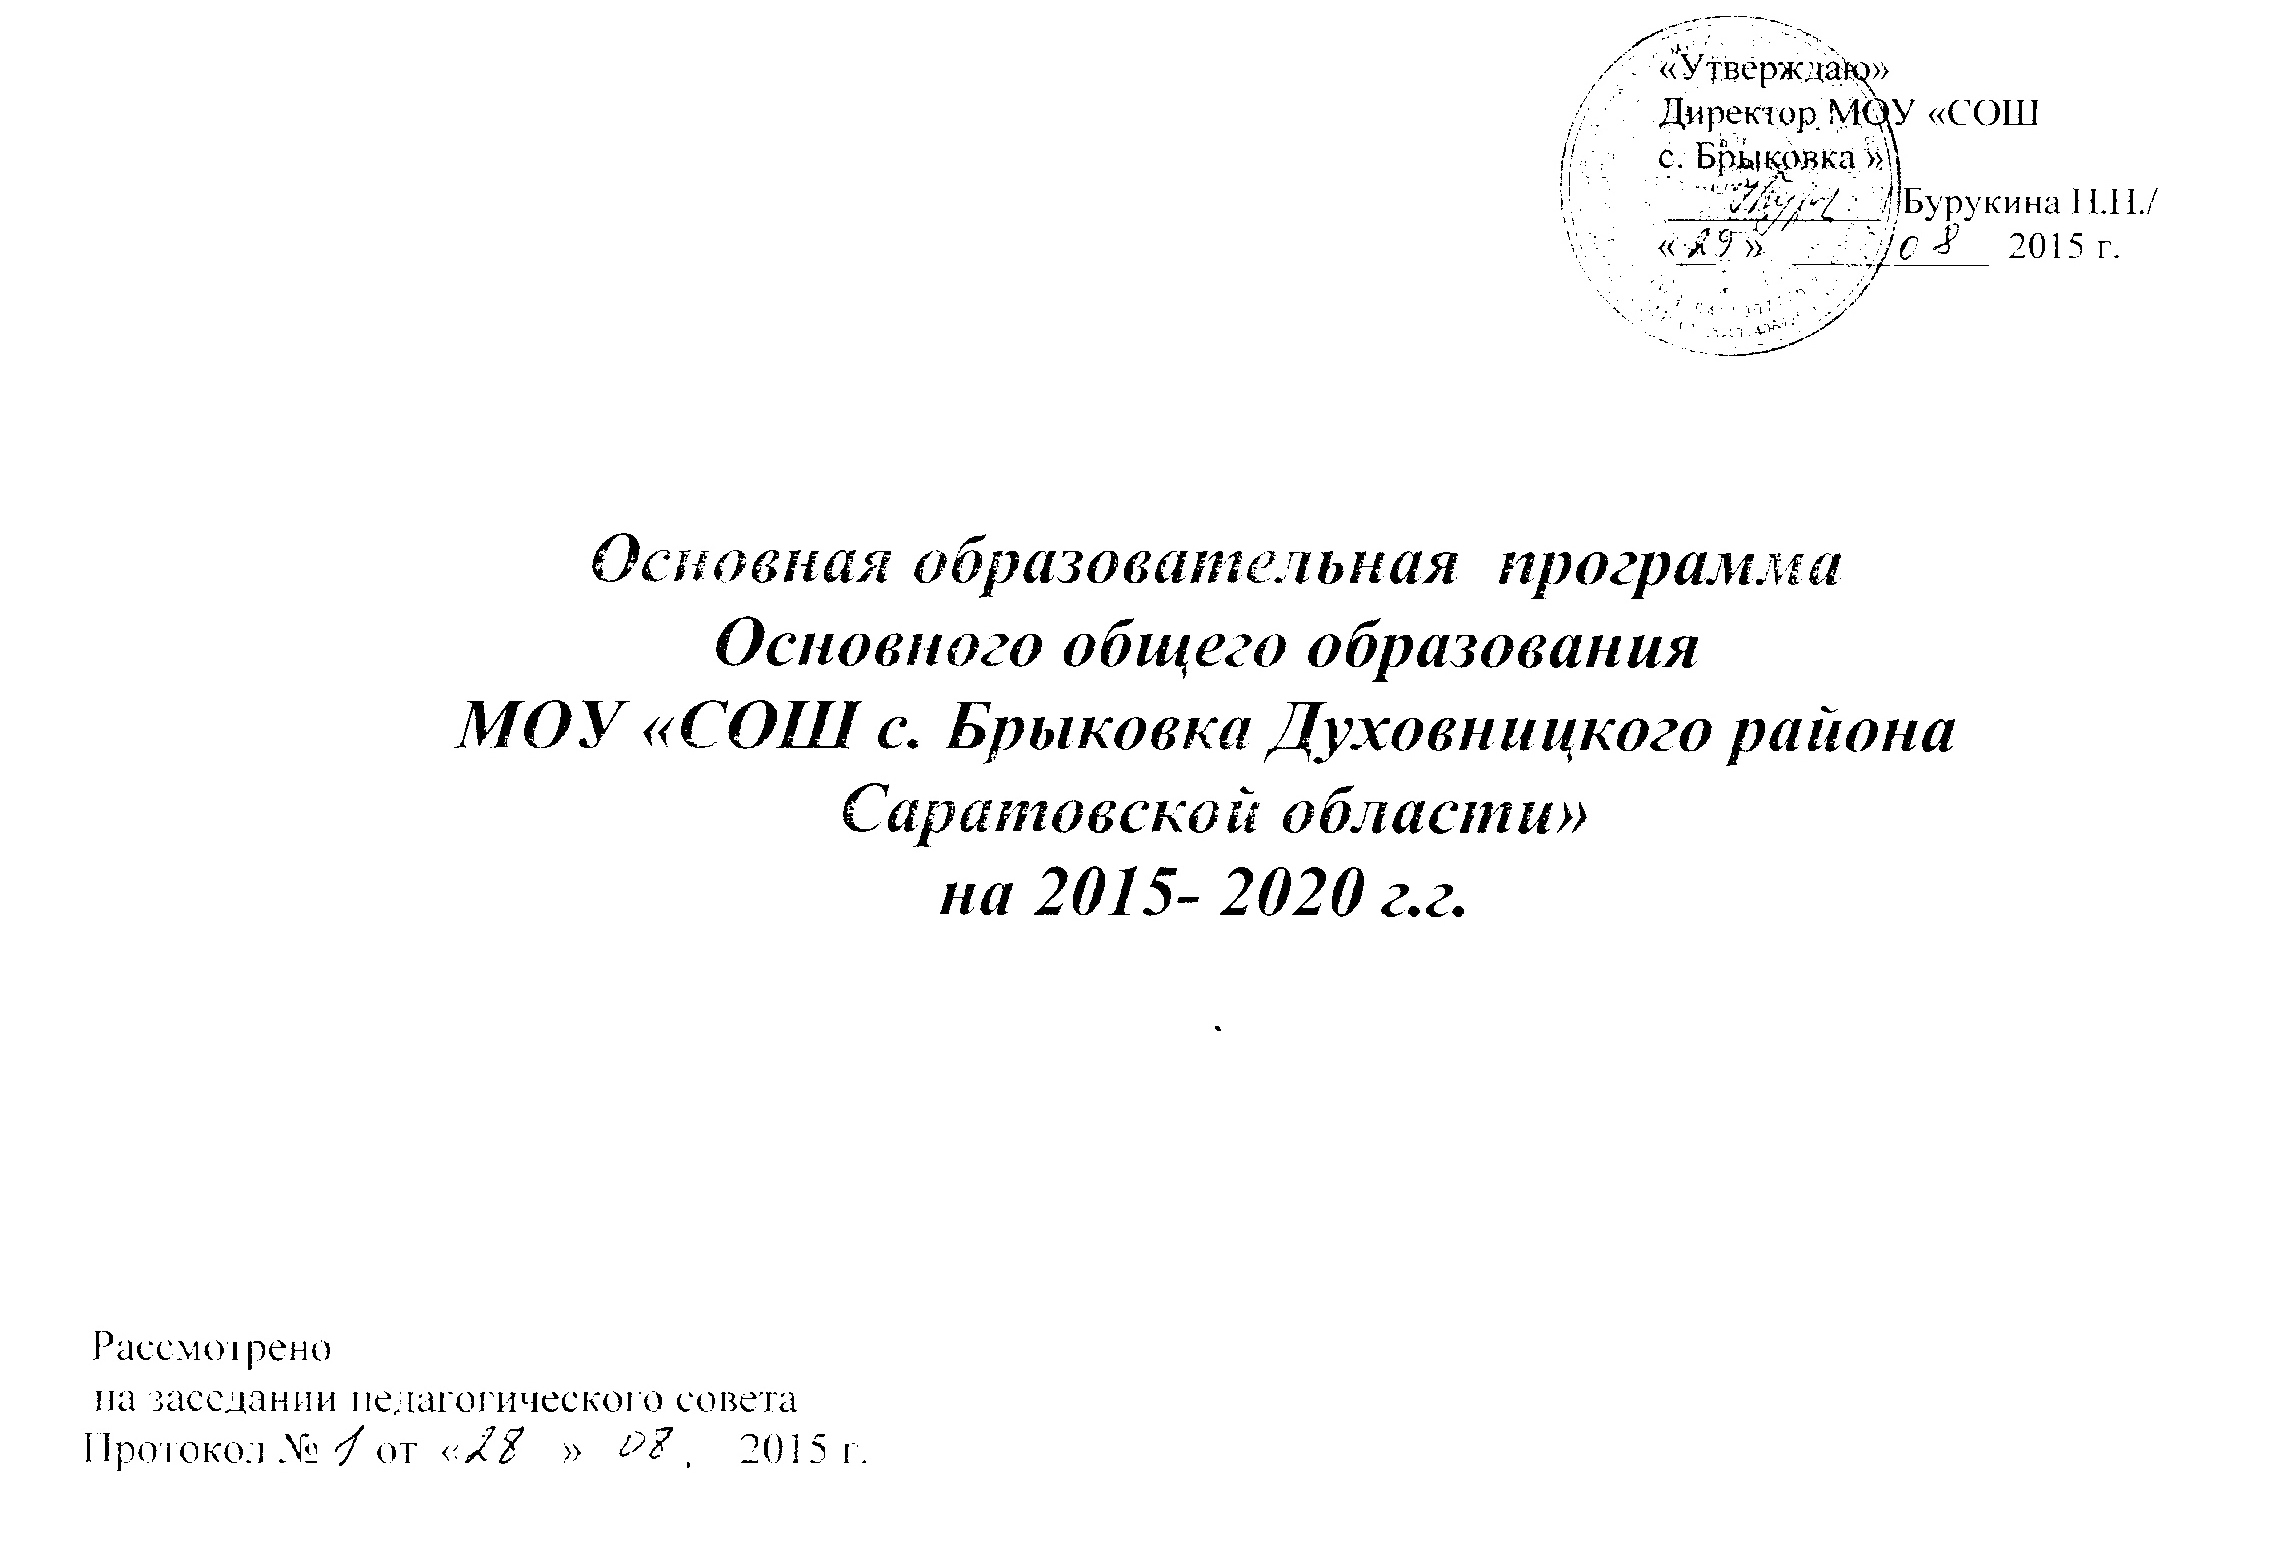 «Утверждаю»
Директор МОУ «СОШ
с. Брыковка »
/Бурукина Н.Н./
«29» 08 2015 г.
Основная образовательная программа
Основного общего образования
МОУ «СОШ с. Брыковка Духовницкого района
Саратовской области»
на 2015- 2020 г.г.
Рассмотрено
на заседании педагогического совета
Протокол № 1 от «28 » 08. 2015 г.